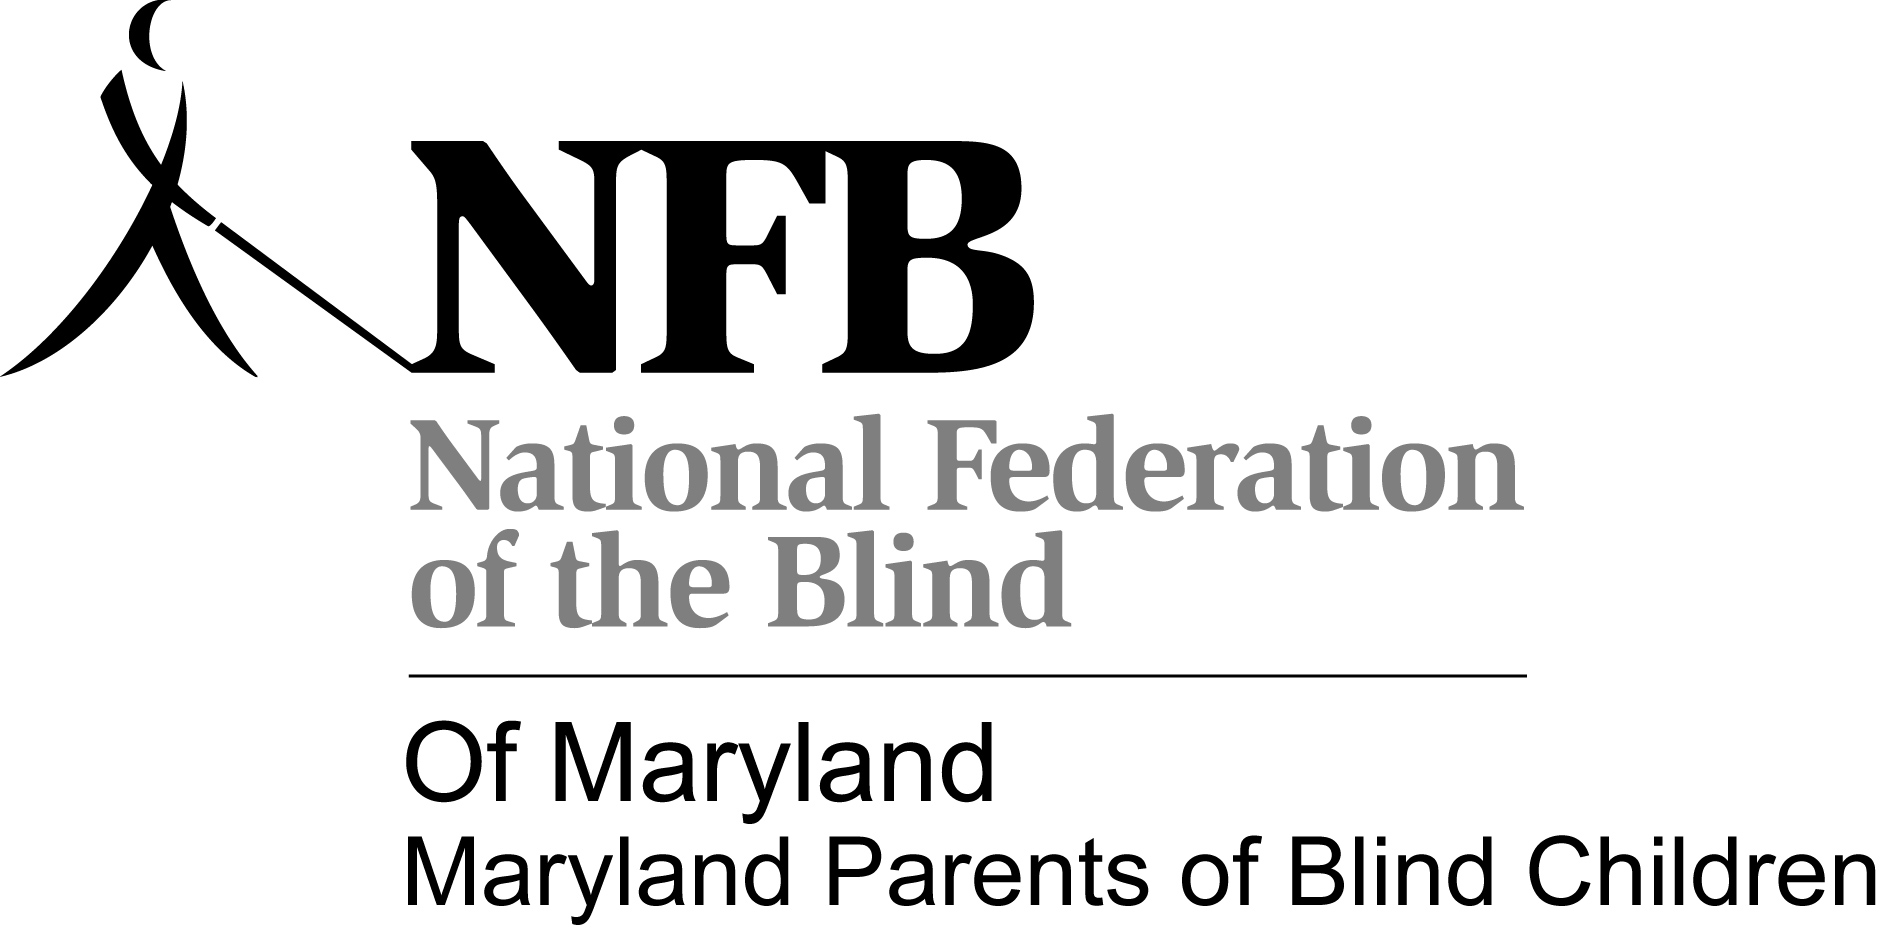 NFB
National Federation
of the Blind
Of Maryland
Maryland Parents of Blind Children